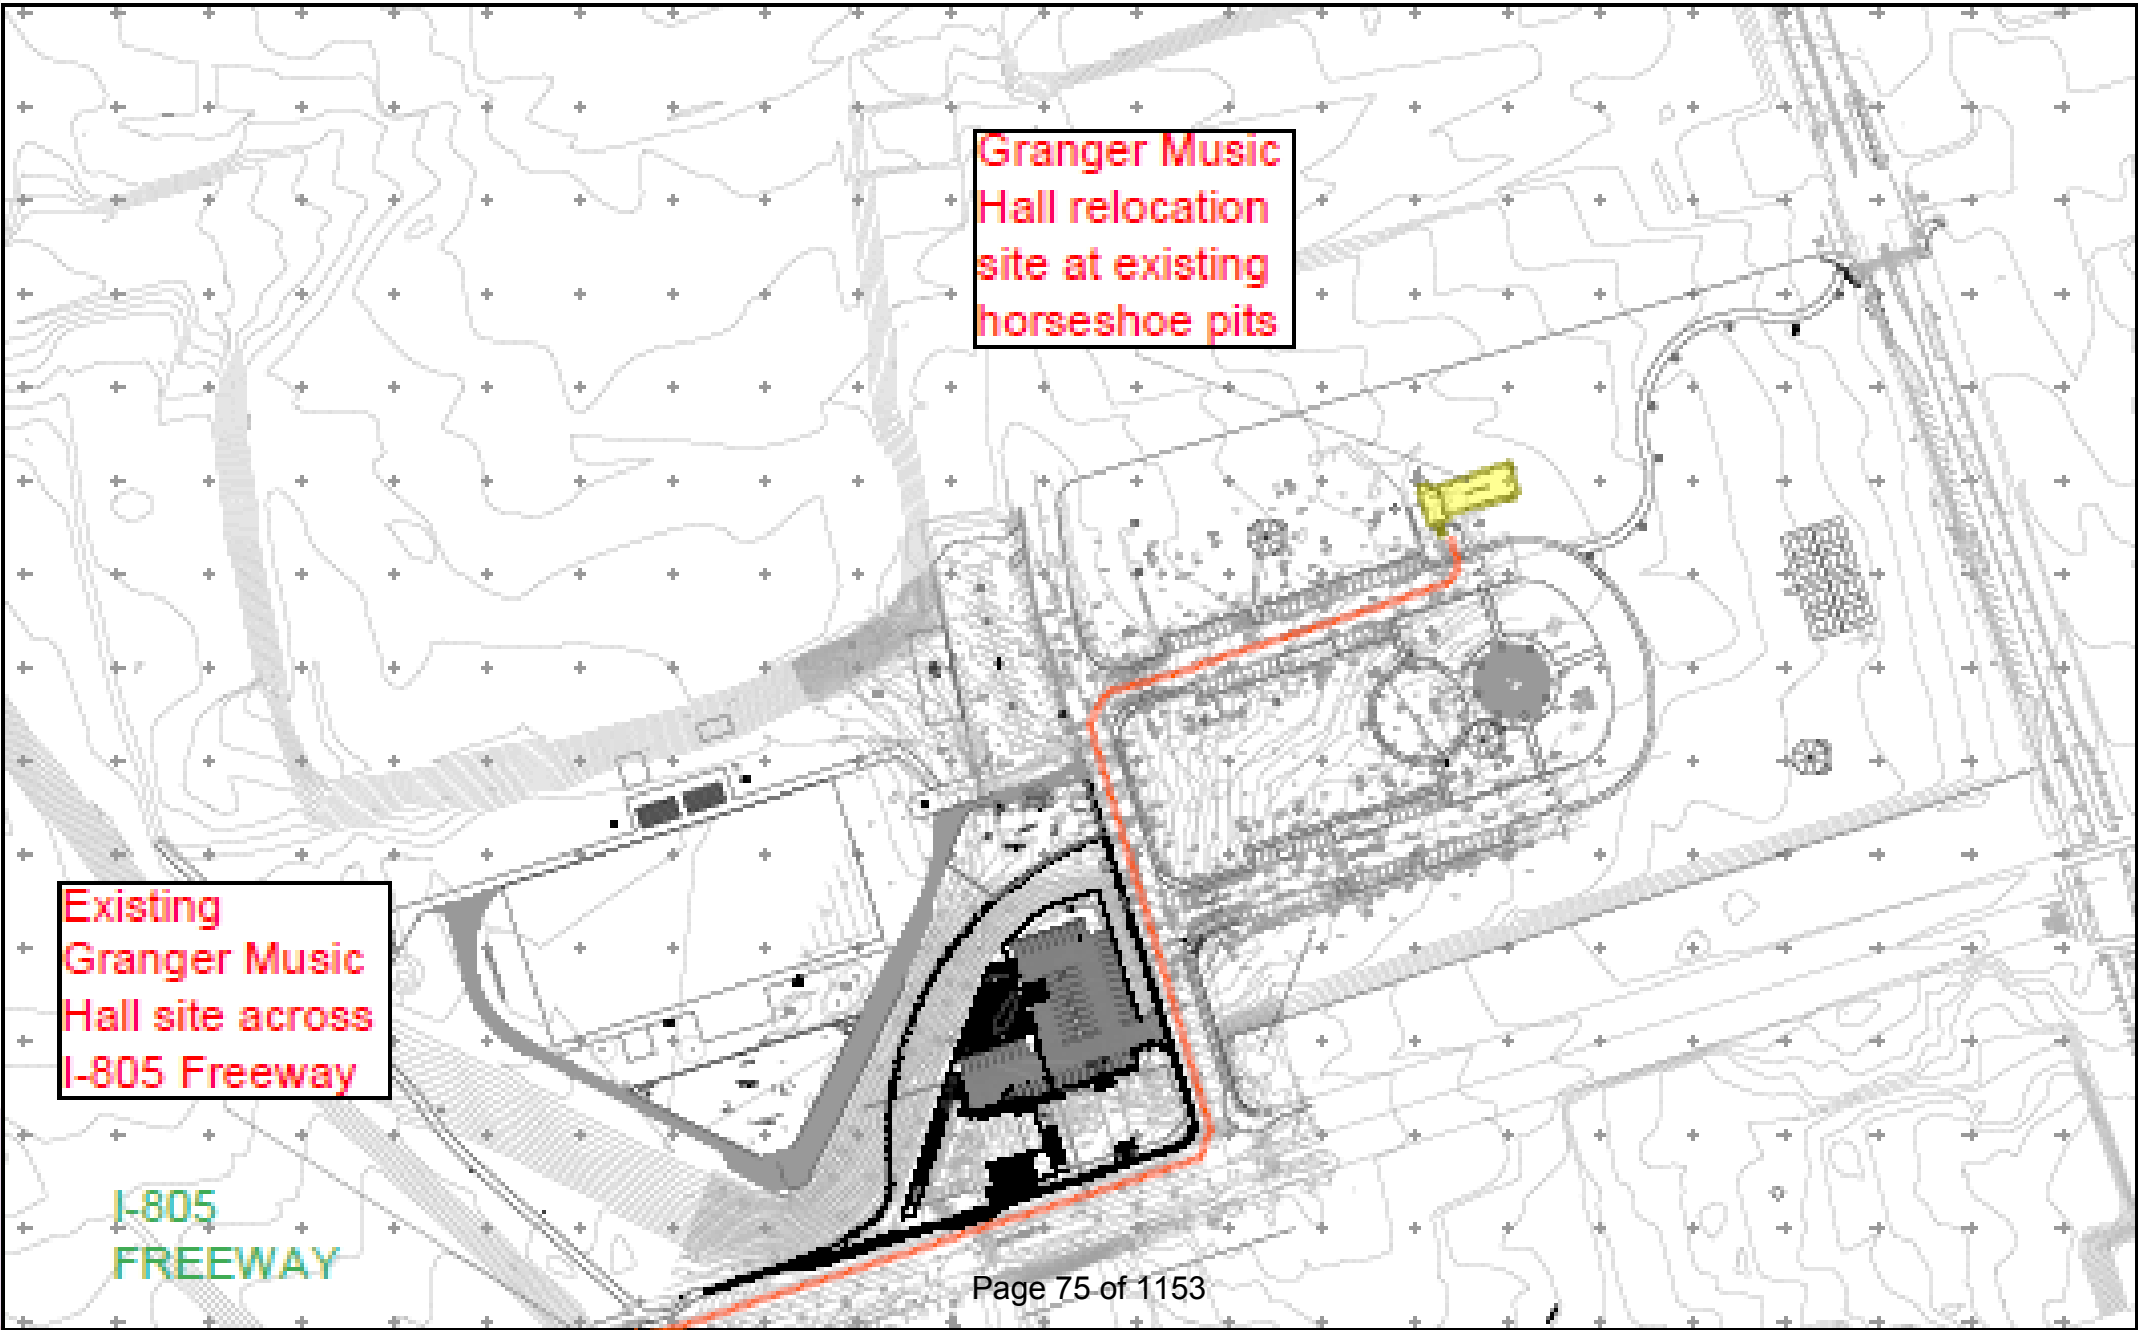 Granger Music
Hall relocation
site at existing
horseshoe pits
Existing
Granger Music
Hall site across
I-805 Freeway
I-805
FREEWAY
Page 75 of 1153